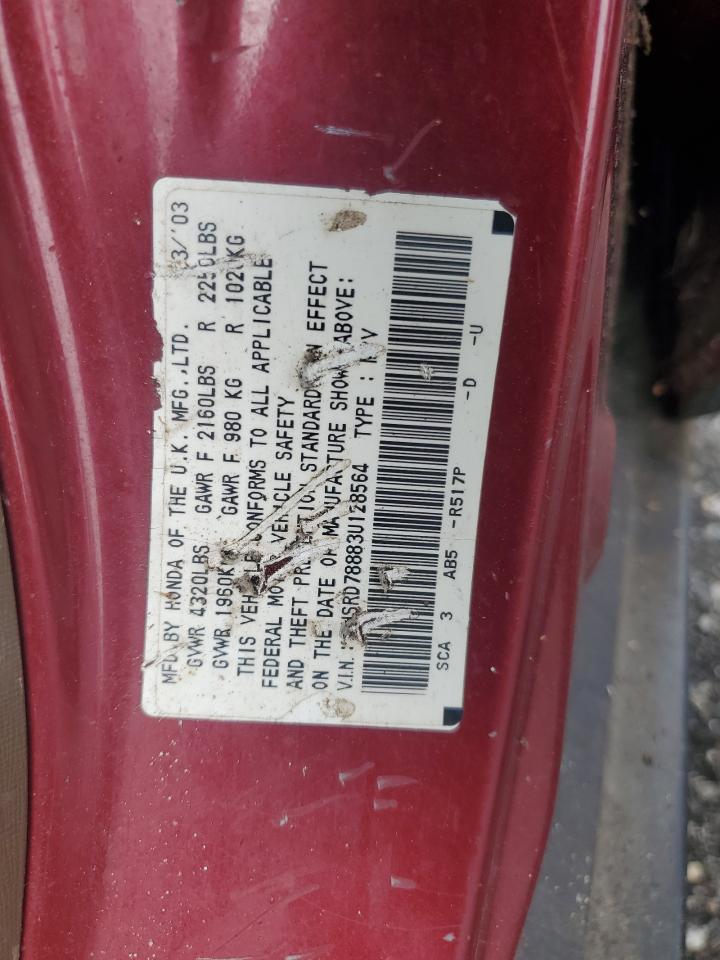 MFD BY HONDA OF THE U.K. MFG.,LTD. 3/'03
GVWR 4320LBS GAWR F 2160LBS R 2250LBS
GVWR 1960KG GAWR F 980 KG R 1020KG
THIS VEHICLE CONFORMS TO ALL APPLICABLE
FEDERAL MOTOR VEHICLE SAFETY
AND THEFT PREVENTION STANDARDS IN EFFECT
ON THE DATE OF MANUFACTURE SHOWN ABOVE:
V.I.N. SRD78883U128564 TYPE :
SCA 3 AB5 -R517P -D -U